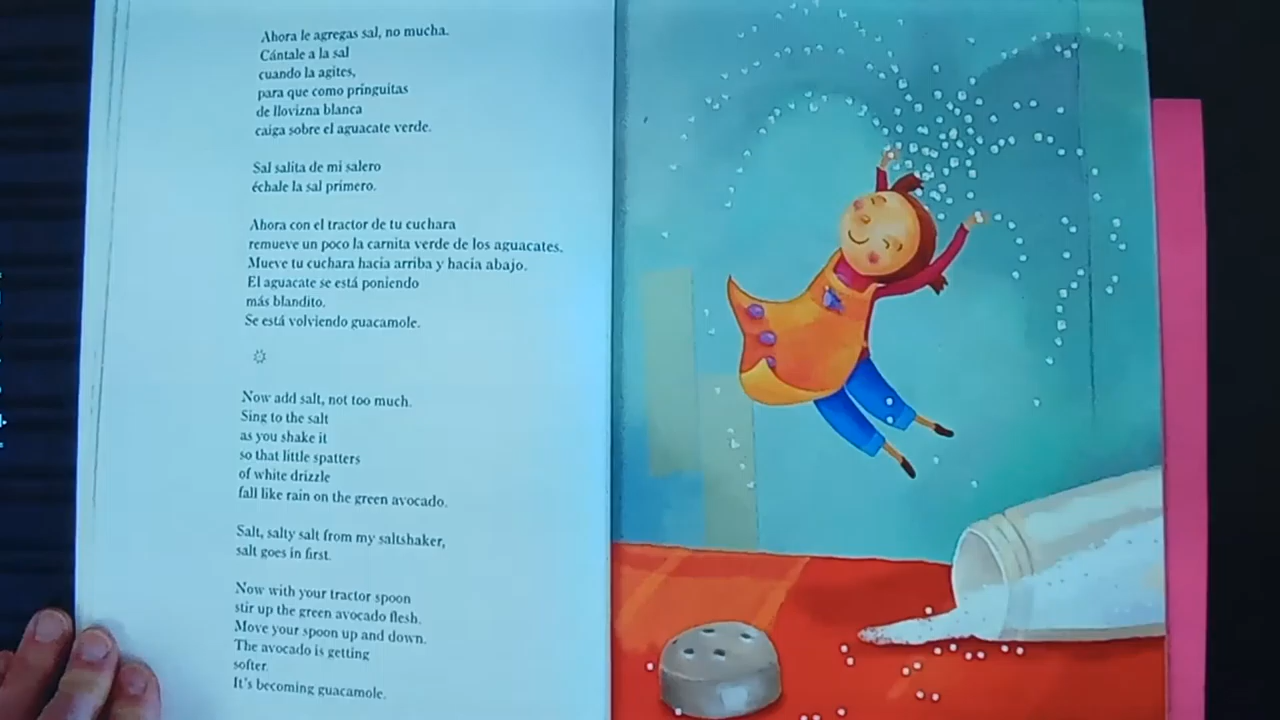 Ahora le agregas sal, no mucha.
Cántale a la sal
cuando la agites,
para que como pringuitas
de llovizna blanca
caiga sobre el aguacate verde.
Sal salita de mi salero
échale la sal primero.
Ahora con el tractor de tu cuchara
remueve un poco la carnita verde de los aguacates.
Mueve tu cuchara hacia arriba y hacia abajo.
El aguacate se está poniendo
más blandito.
Se está volviendo guacamole.
Now add salt, not too much.
Sing to the salt
as you shake it
so that little spatters
of white drizzle
fall like rain on the green avocado.
Salt, salty salt from my saltshaker,
salt goes in first.
Now with your tractor spoon
stir up the green avocado flesh.
Move your spoon up and down.
The avocado is getting
softer.
It's becoming guacamole.